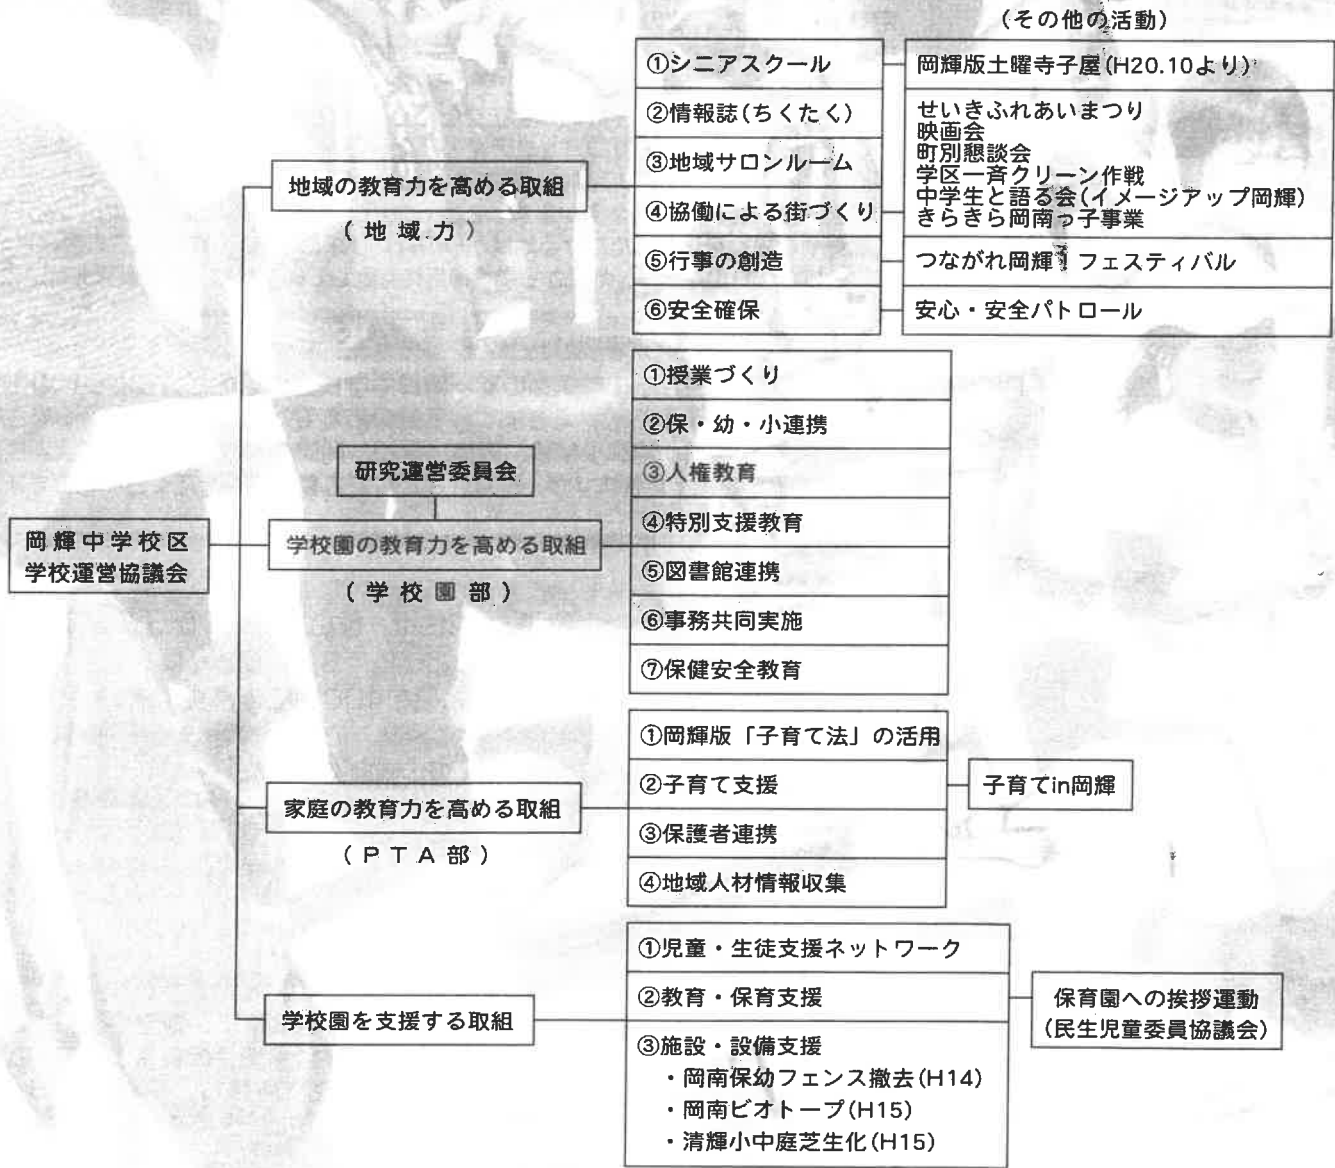 (その他の活動)
①シニアスクール
岡輝版土曜寺子屋(H20.10より)
②情報誌(ちくたく)
③地域サロンルーム
④協働による街づくり
せいきふれあいまつり
映画会
町別懇談会
学区一斉クリーン作戦
中学生と語る会(イメージアップ岡輝)
きらきら岡南っ子事業
⑤行事の創造
つながれ岡輝!フェスティバル
⑥安全確保
安心・安全パトロール
地域の教育力を高める取組
(地域力)
①授業づくり
②保・幼・小連携
③人権教育
④特別支援教育
⑤図書館連携
⑥事務共同実施
⑦保健安全教育
研究運営委員会
学校園の教育力を高める取組
(学校園部)
岡輝中学校区
学校運営協議会
①岡輝版「子育て法」の活用
②子育て支援
③保護者連携
④地域人材情報収集
子育てin岡輝
家庭の教育力を高める取組
(PTA部)
①児童・生徒支援ネットワーク
②教育・保育支援
③施設・設備支援
・岡南保幼フェンス撤去(H14)
・岡南ビオトープ(H15)
・清輝小中庭芝生化(H15)
保育園への挨拶運動
(民生児童委員協議会)
学校園を支援する取組